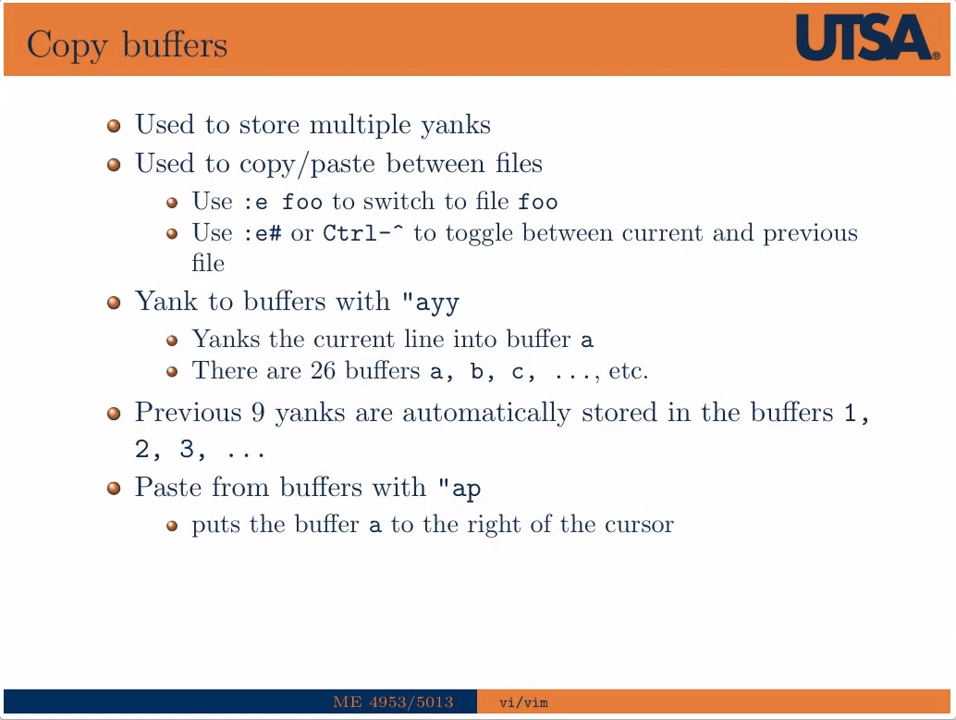 Copy buffers
UTSA®
Used to store multiple yanks
Used to copy/paste between files
Use :e foo to switch to file foo
Use :e# or Ctrl-^ to toggle between current and previous
file
Yank to buffers with "ayy
Yanks the current line into buffer a
There are 26 buffers a, b, c, ..., etc.
Previous 9 yanks are automatically stored in the buffers 1,
2, 3, ...
Paste from buffers with "ap
puts the buffer a to the right of the cursor
ME 4953/5013
vi/vim